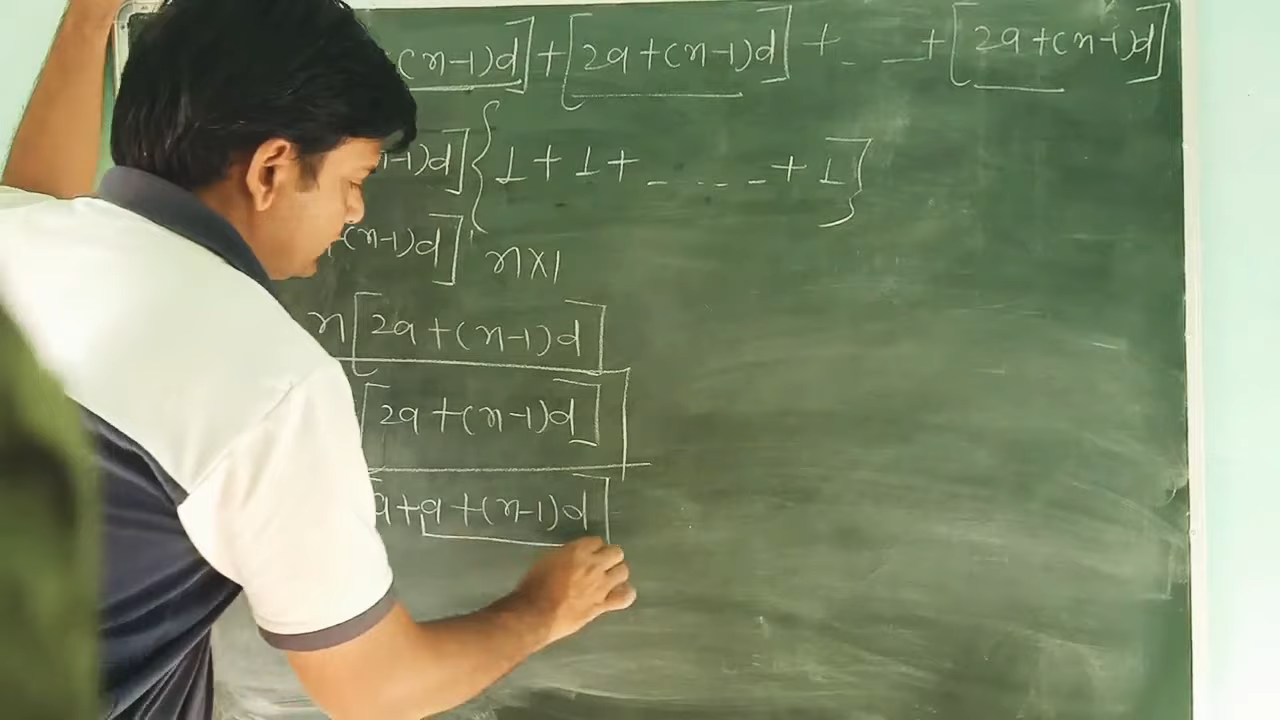 (n-1)d]+[2a+(n-1)d]+. _+[2a+(n-1)d]
n-1)d]{1+1+_ _ _ _+1}
+(n-1)d] n×1
n[2a+(n-1)d]
[2a+(n-1)d]
a+a+(n-1)d]